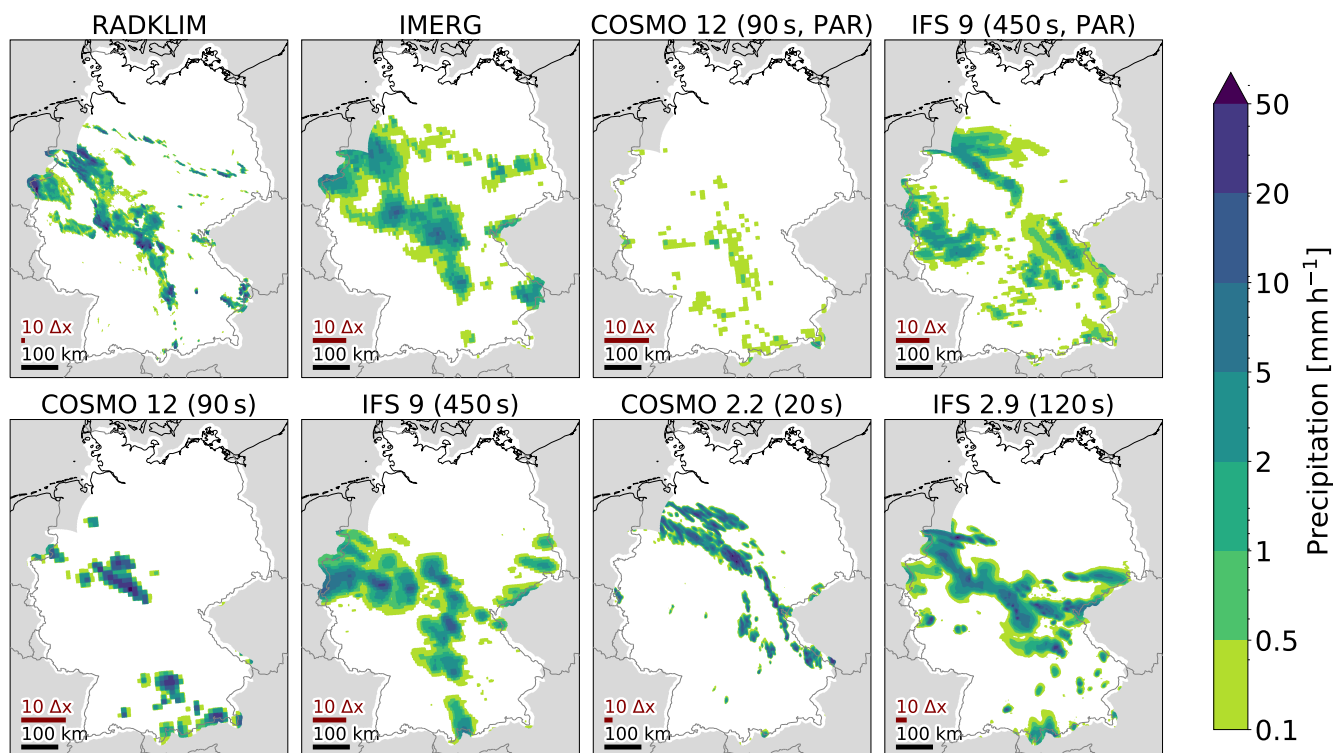 RADKLIM
IMERG
COSMO 12 (90 s, PAR)
IFS 9 (450 s, PAR)
10 Δx
100 km
10 Δx
100 km
10 Δx
100 km
10 Δx
100 km
COSMO 12 (90 s)
IFS 9 (450 s)
COSMO 2.2 (20 s)
IFS 2.9 (120 s)
10 Δx
100 km
10 Δx
100 km
10 Δx
100 km
10 Δx
100 km
50
20
10
5
2
1
0.5
0.1
Precipitation [mm h⁻¹]